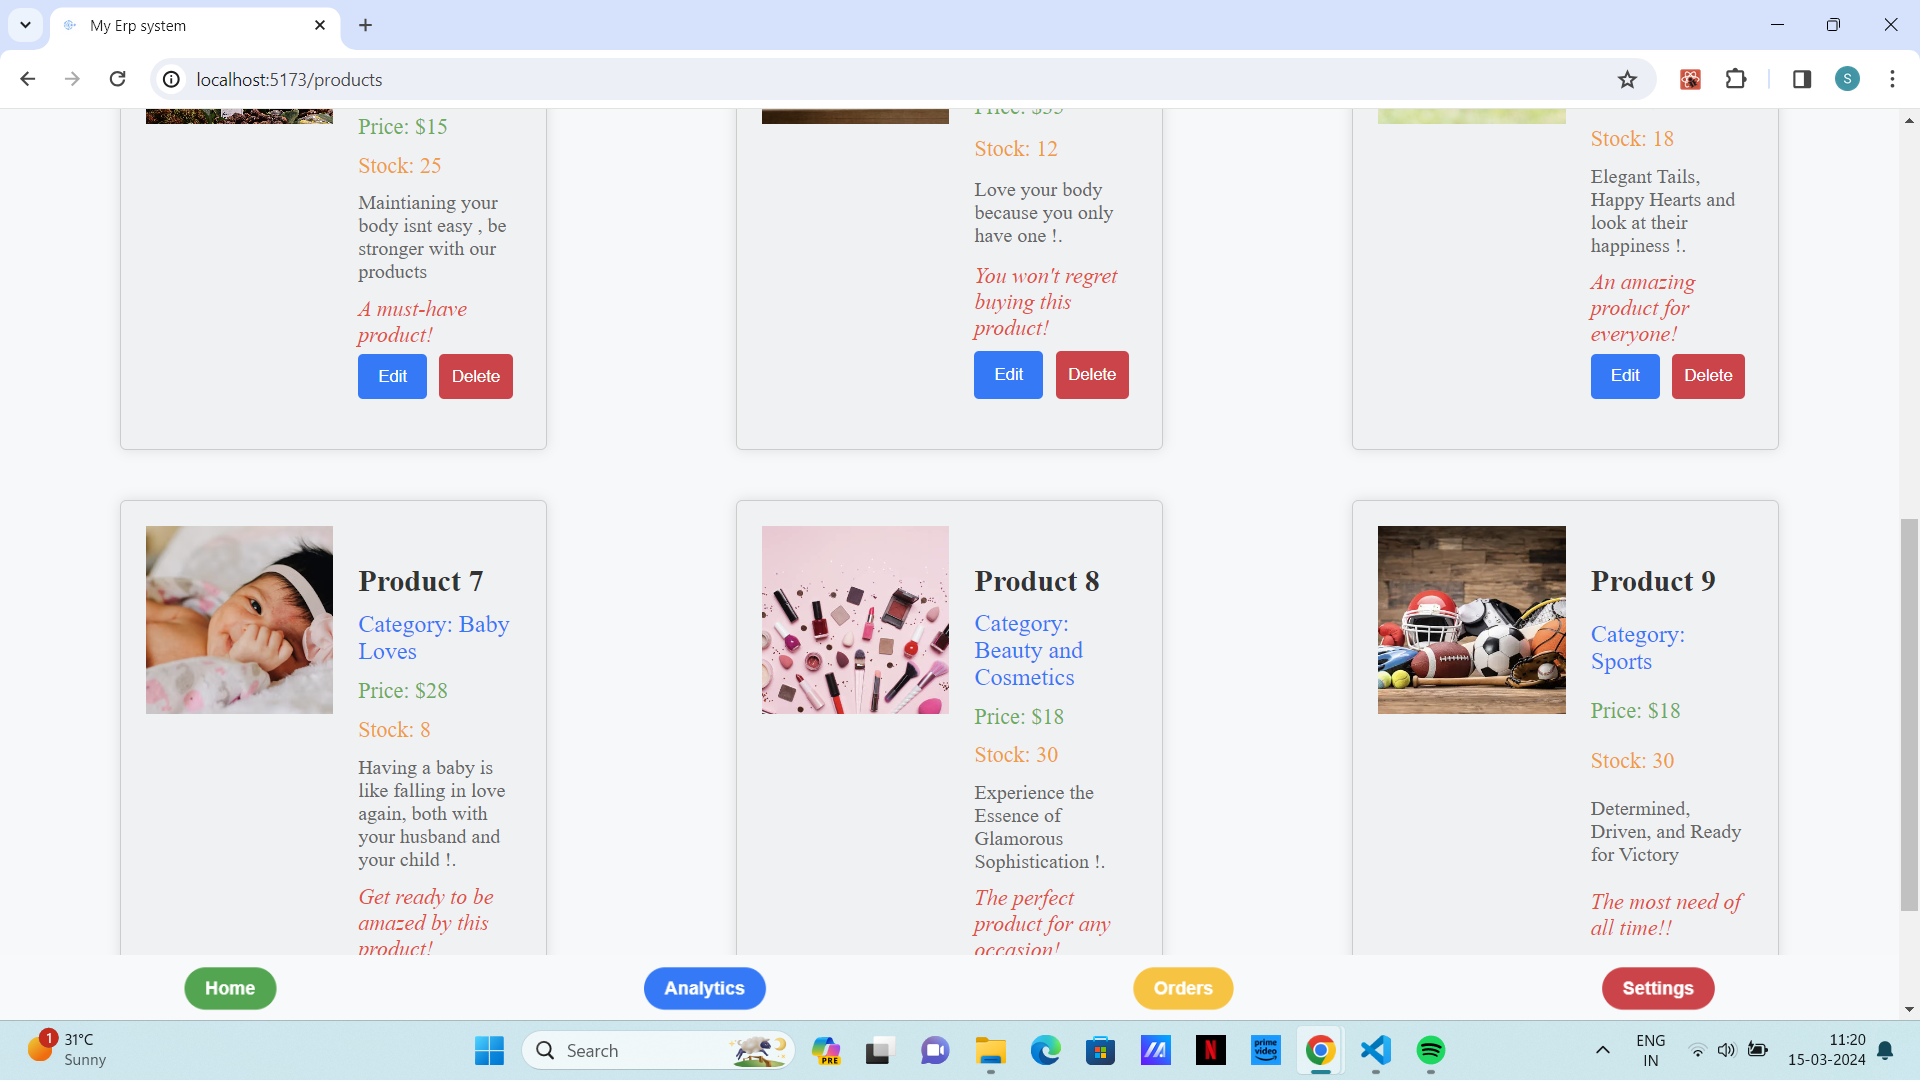 My Erp system
localhost:5173/products
S
Price: $15
Stock: 25
Maintianing your
body isnt easy , be
stronger with our
products
A must-have
product!
Edit
Delete
Price: $35
Stock: 12
Love your body
because you only
have one !.
You won't regret
buying this
product!
Edit
Delete
Stock: 18
Elegant Tails,
Happy Hearts and
look at their
happiness !.
An amazing
product for
everyone!
Edit
Delete
Product 7
Category: Baby
Loves
Price: $28
Stock: 8
Having a baby is
like falling in love
again, both with
your husband and
your child !.
Get ready to be
amazed by this
product!
Product 8
Category:
Beauty and
Cosmetics
Price: $18
Stock: 30
Experience the
Essence of
Glamorous
Sophistication !.
The perfect
product for any
occasion!
Product 9
Category:
Sports
Price: $18
Stock: 30
Determined,
Driven, and Ready
for Victory
The most need of
all time!!
Home
Analytics
Orders
Settings
1
31°C
Sunny
Search
PRE
N
prime
video
ENG
IN
11:20
15-03-2024